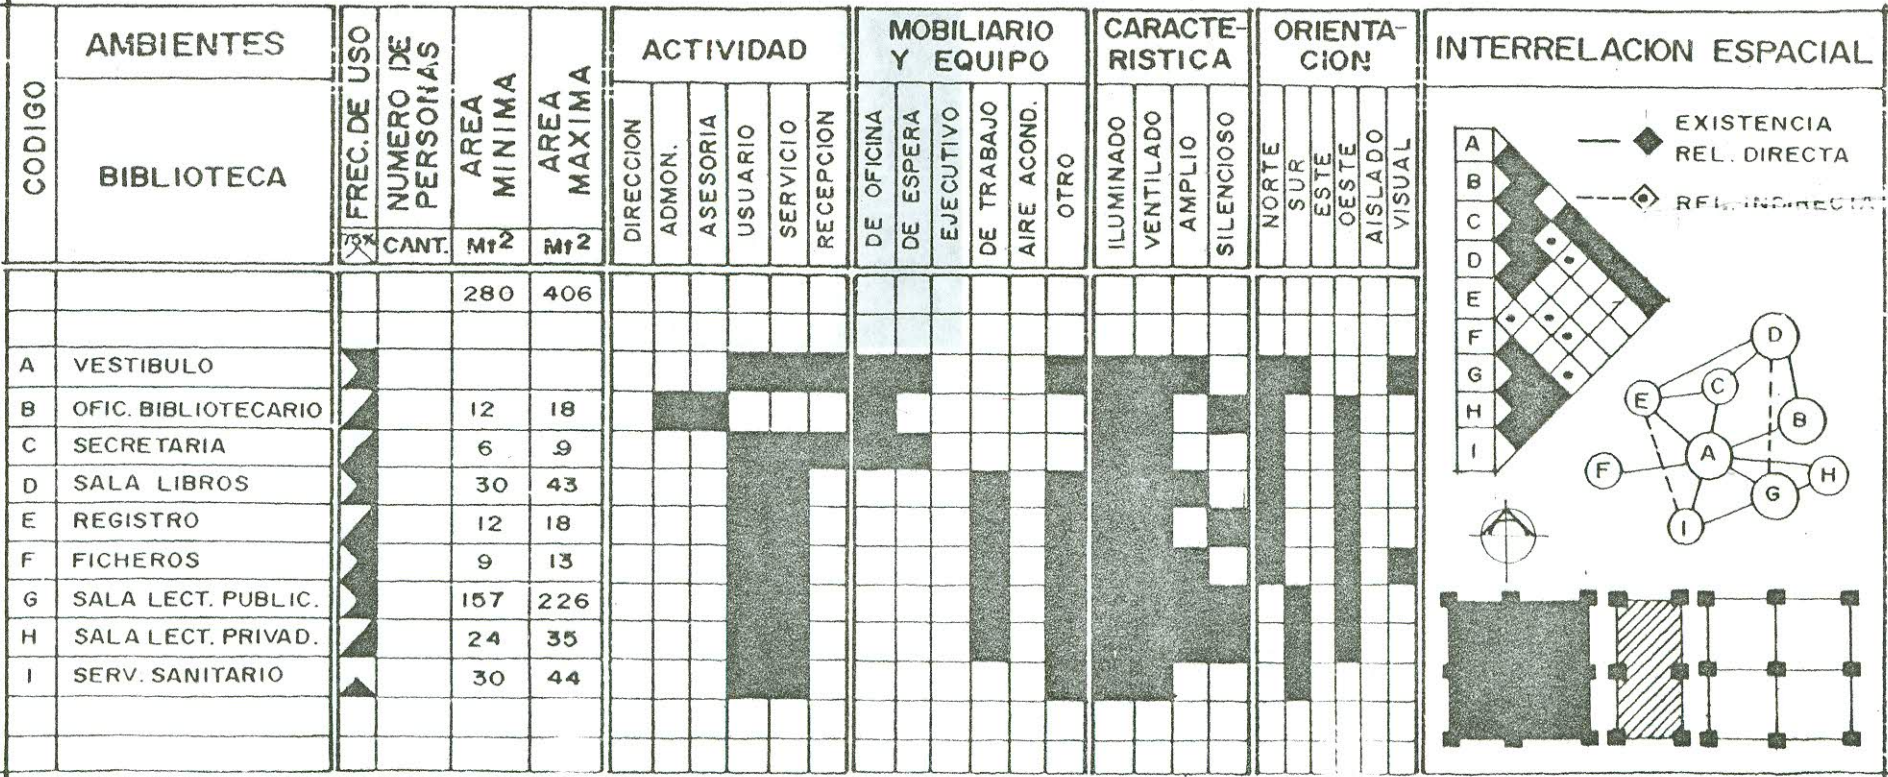 CODIGO
AMBIENTES
BIBLIOTECA
FREC. DE USO
NUMERO DE PERSONAS
CANT.
AREA MINIMA
Mt2
AREA MAXIMA
Mt2
ACTIVIDAD
DIRECCION
ADMON.
ASESORIA
USUARIO
SERVICIO
RECEPCION
MOBILIARIO
Y EQUIPO
DE OFICINA
DE ESPERA
EJECUTIVO
DE TRABAJO
AIRE ACOND.
OTRO
CARACTE-
RISTICA
ILUMINADO
VENTILADO
AMPLIO
SILENCIOSO
ORIENTA-
CION
NORTE
SUR
ESTE
OESTE
AISLADO
VISUAL
INTERRELACION ESPACIAL
EXISTENCIA
REL. DIRECTA
REL. INDIRECTA
280 406
A VESTIBULO
B OFIC. BIBLIOTECARIO 12 18
C SECRETARIA 6 9
D SALA LIBROS 30 43
E REGISTRO 12 18
F FICHEROS 9 13
G SALA LECT. PUBLIC. 157 226
H SALA LECT. PRIVAD. 24 35
I SERV. SANITARIO 30 44
A
B
C
D
E
F
G
H
I
D
C
E
B
A
F
H
G
I